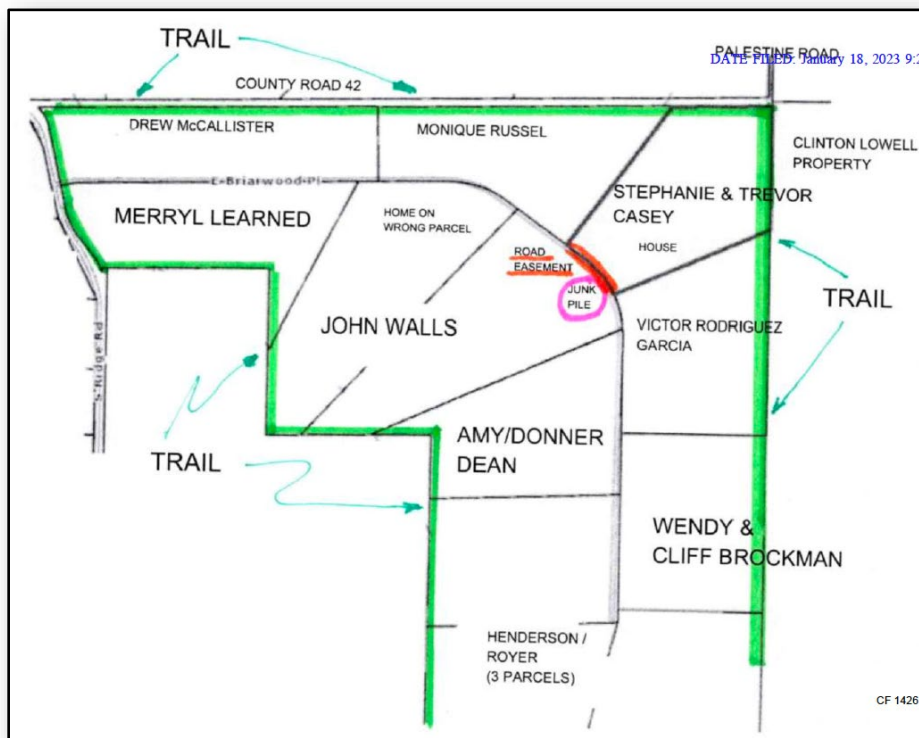 TRAIL
PALESTINE ROAD
DATE FILED: January 18, 2023 9:2
COUNTY ROAD 42
DREW McCALLISTER
MONIQUE RUSSEL
CLINTON LOWELL
PROPERTY
E Briarwood Pl
STEPHANIE & TREVOR
CASEY
MERRYL LEARNED
HOME ON
WRONG PARCEL
HOUSE
ROAD
EASEMENT
JUNK
PILE
TRAIL
JOHN WALLS
VICTOR RODRIGUEZ
GARCIA
S Ridge Rd
TRAIL
AMY/DONNER
DEAN
WENDY &
CLIFF BROCKMAN
HENDERSON /
ROYER
(3 PARCELS)
CF 1426